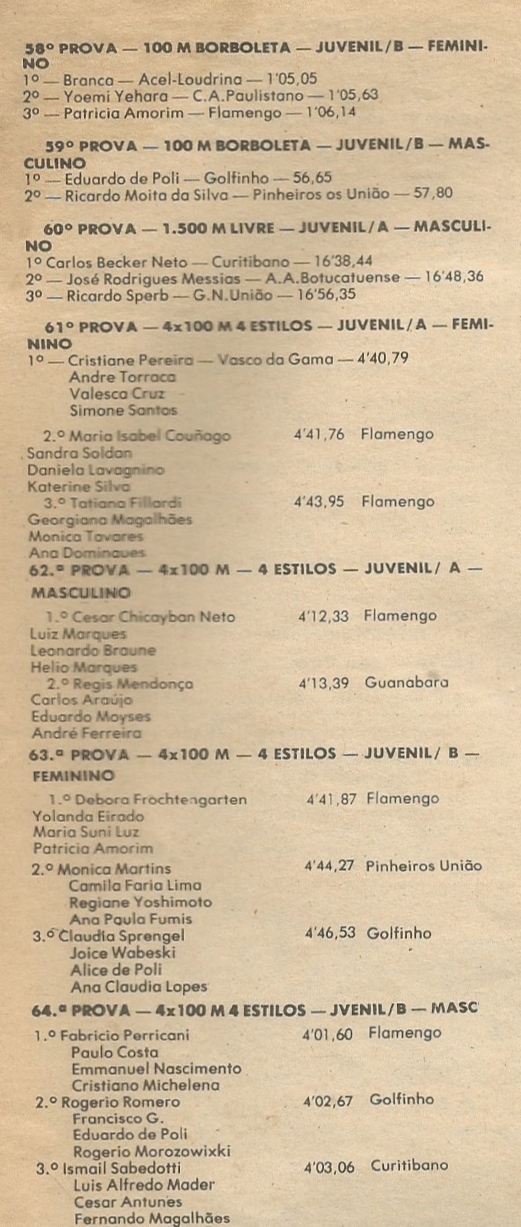 58º PROVA — 100 M BORBOLETA — JUVENIL/B — FEMINI-
NO
1º — Branca — Acel-Loudrina — 1'05,05
2º — Yoemi Yehara — C.A.Paulistano — 1'05,63
3º — Patricia Amorim — Flamengo — 1'06,14
59º PROVA — 100 M BORBOLETA — JUVENIL/B — MAS-
CULINO
1º — Eduardo de Poli — Golfinho — 56,65
2º — Ricardo Moita da Silva — Pinheiros os União — 57,80
60º PROVA — 1.500 M LIVRE — JUVENIL/A — MASCULI-
NO
1º Carlos Becker Neto — Curitibano — 16'38,44
2º — José Rodrigues Messias — A.A.Botucatuense — 16'48,36
3º — Ricardo Sperb — G.N.União — 16'56,35
61º PROVA — 4x100 M 4 ESTILOS — JUVENIL/A — FEMI-
NINO
1º — Cristiane Pereira — Vasco da Gama — 4'40,79
Andre Torraca
Valesca Cruz
Simone Santos
2.º Maria Isabel Couñago 4'41,76 Flamengo
Sandra Soldan
Daniela Lavagnino
Katerine Silva
3.º Tatiana Fillardi 4'43,95 Flamengo
Georgiana Magalhães
Monica Tavares
Ana Domingues
62.ª PROVA — 4x100 M — 4 ESTILOS — JUVENIL/ A —
MASCULINO
1.º Cesar Chicayban Neto 4'12,33 Flamengo
Luiz Marques
Leonardo Braune
Helio Marques
2.º Regis Mendonça 4'13,39 Guanabara
Carlos Araújo
Eduardo Moyses
André Ferreira
63.ª PROVA — 4x100 M — 4 ESTILOS — JUVENIL/ B —
FEMININO
1.º Debora Frochtengarten 4'41,87 Flamengo
Yolanda Eirado
Maria Suni Luz
Patricia Amorim
2.º Monica Martins 4'44,27 Pinheiros União
Camila Faria Lima
Regiane Yoshimoto
Ana Paula Fumis
3.º Claudia Sprengel 4'46,53 Golfinho
Joice Wabeski
Alice de Poli
Ana Claudia Lopes
64.ª PROVA — 4x100 M 4 ESTILOS — JVENIL/B — MASC
1.º Fabricio Perricani 4'01,60 Flamengo
Paulo Costa
Emmanuel Nascimento
Cristiano Michelena
2.º Rogerio Romero 4'02,67 Golfinho
Francisco G.
Eduardo de Poli
Rogerio Morozowixki
3.º Ismail Sabedotti 4'03,06 Curitibano
Luis Alfredo Mader
Cesar Antunes
Fernando Magalhães